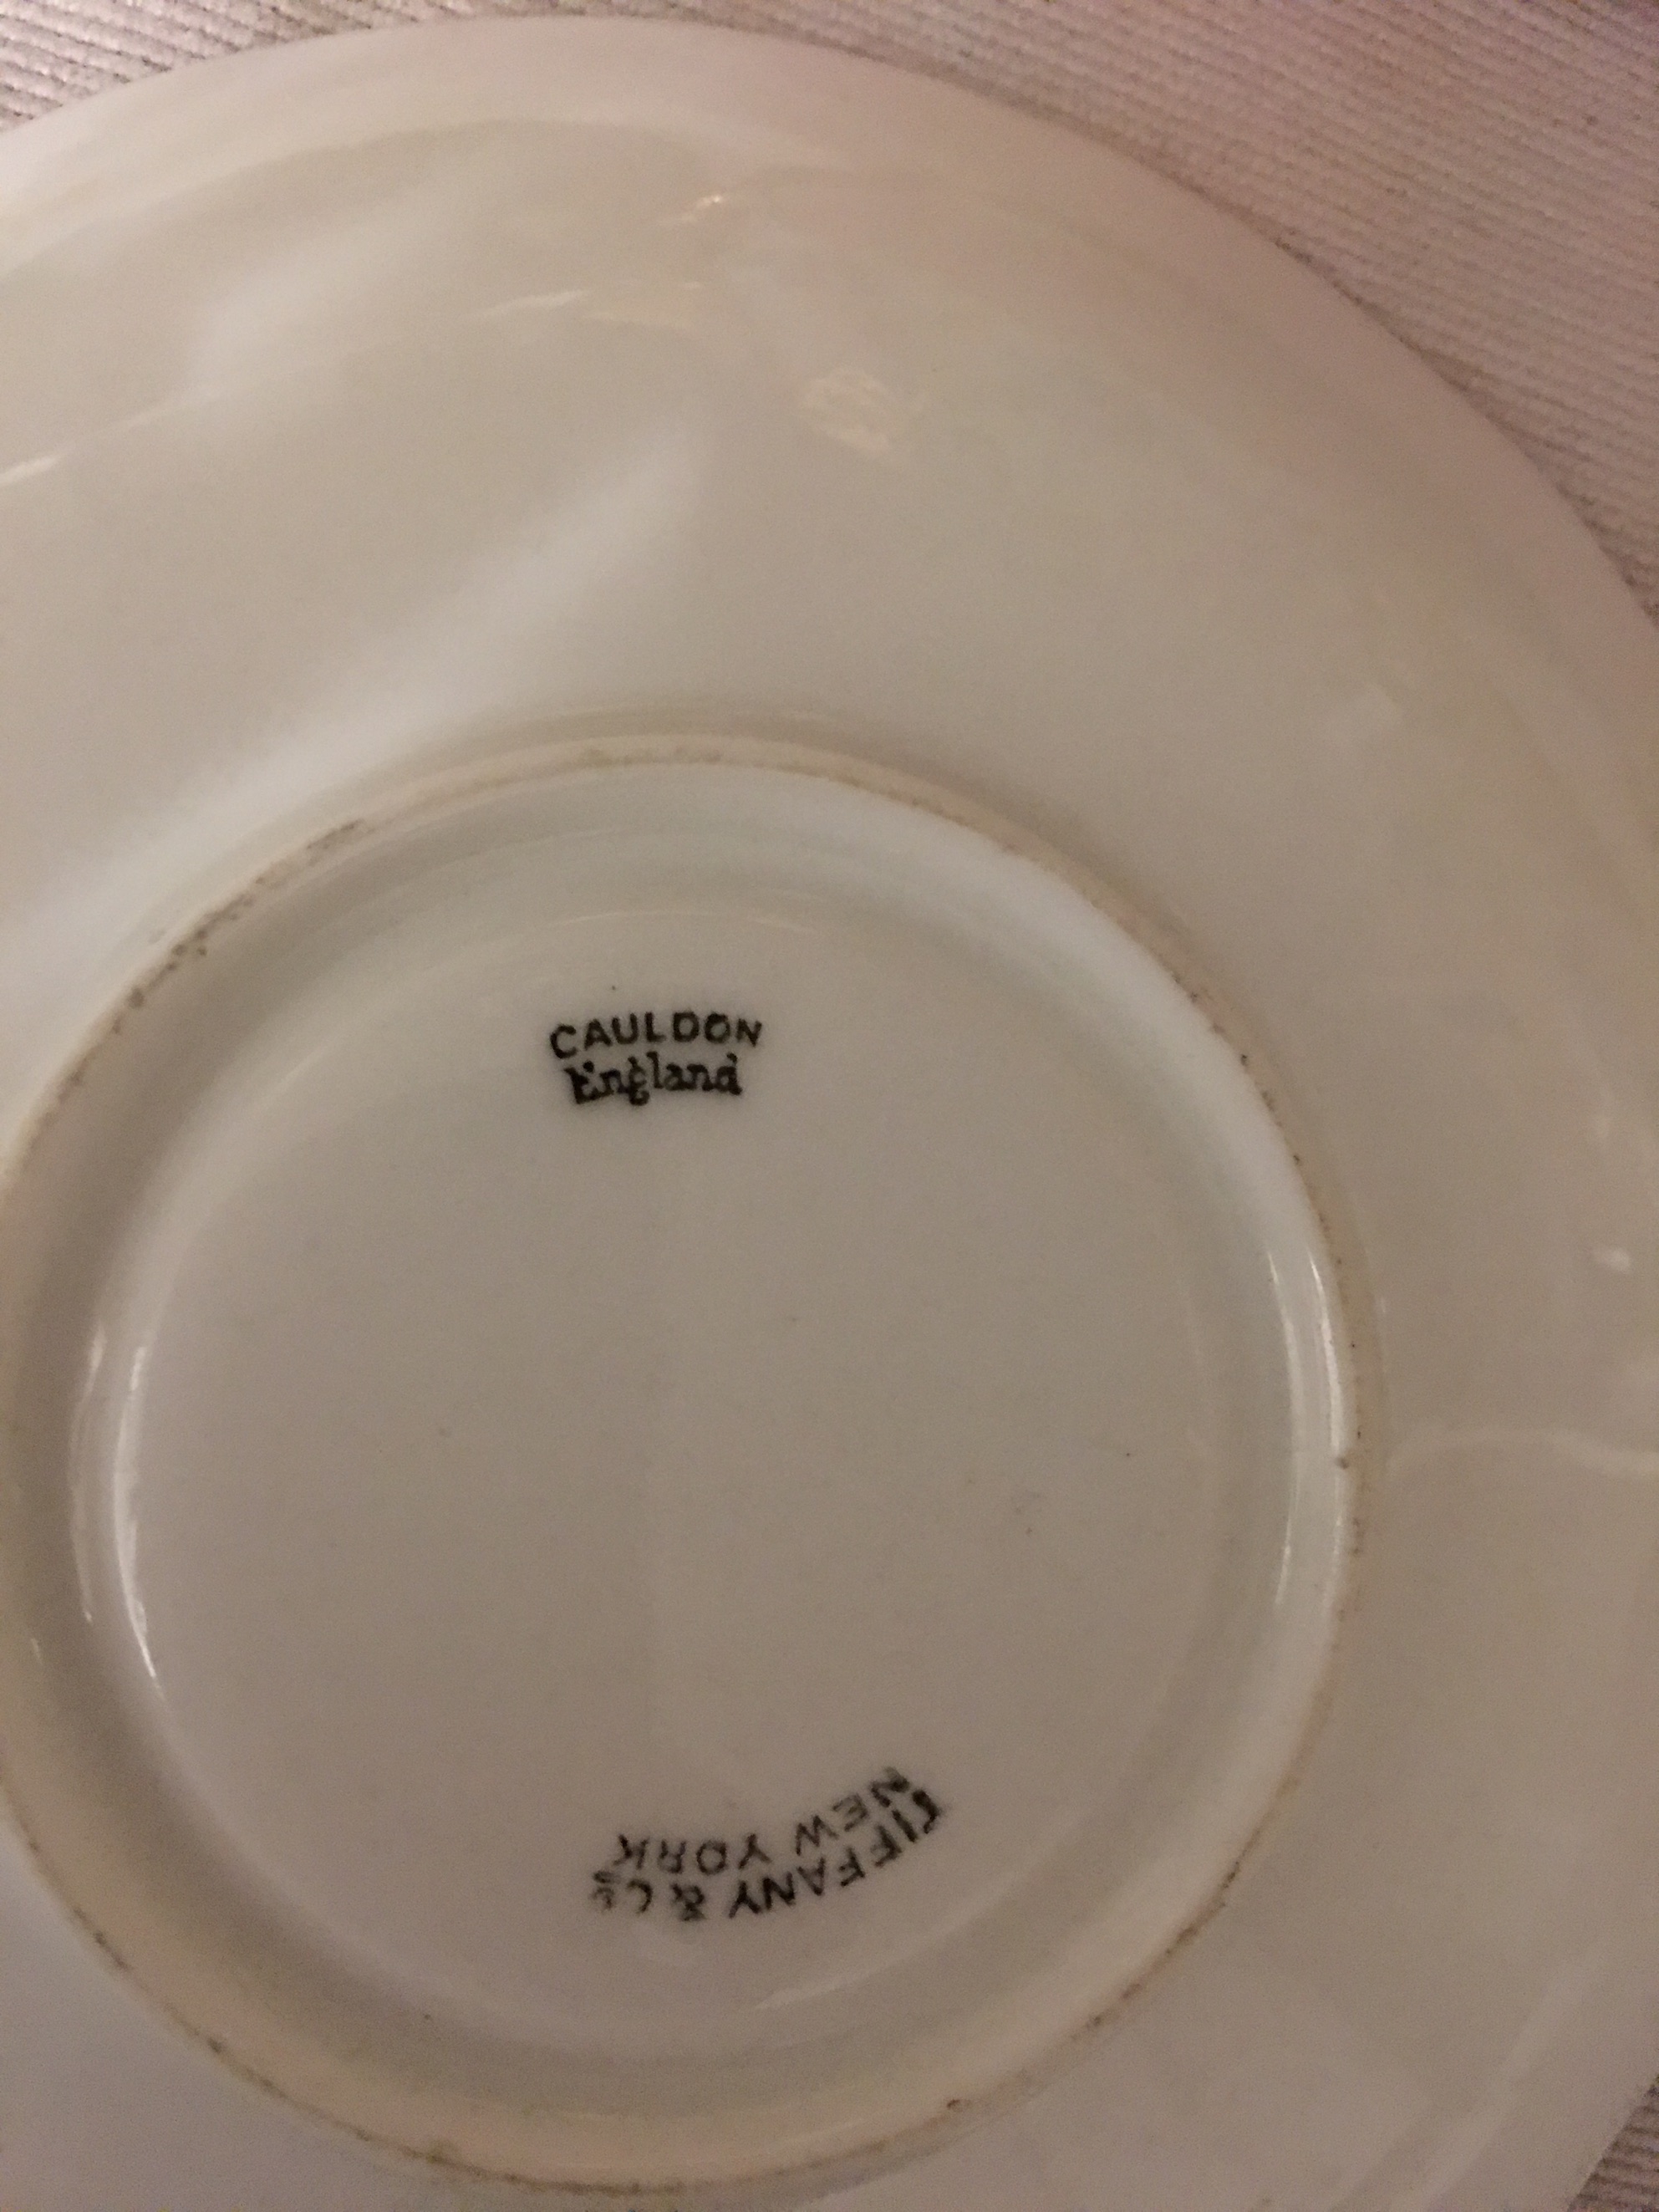 CAULDON
England
TIFFANY & Co
NEW YORK